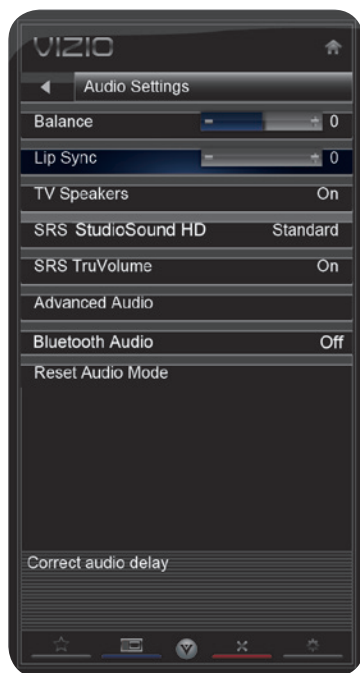 VIZIO
Audio Settings
Balance - + 0
Lip Sync - + 0
TV Speakers On
SRS StudioSound HD Standard
SRS TruVolume On
Advanced Audio
Bluetooth Audio Off
Reset Audio Mode
Correct audio delay
V